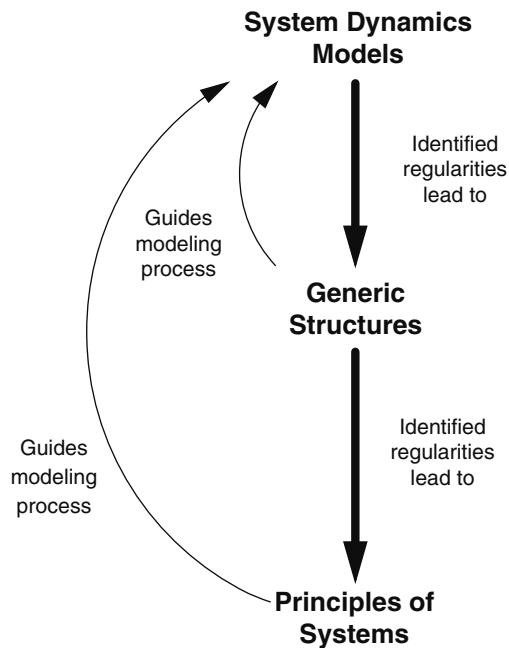 System Dynamics
Models
Identified
regularities
lead to
Guides
modeling
process
Generic
Structures
Identified
regularities
lead to
Guides
modeling
process
Principles of
Systems